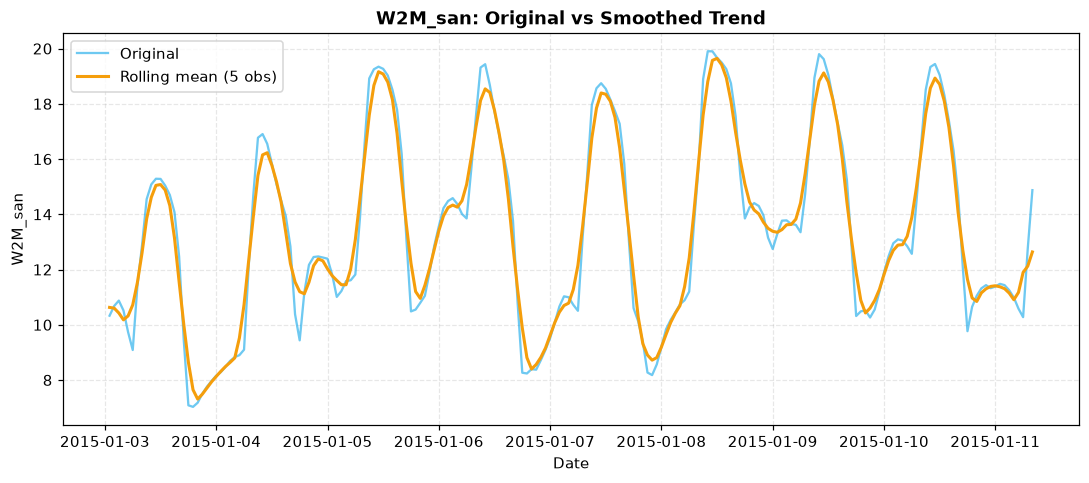 W2M_san: Original vs Smoothed Trend
Original
Rolling mean (5 obs)
20
18
16
14
12
10
8
W2M_san
2015-01-03 2015-01-04 2015-01-05 2015-01-06 2015-01-07 2015-01-08 2015-01-09 2015-01-10 2015-01-11
Date